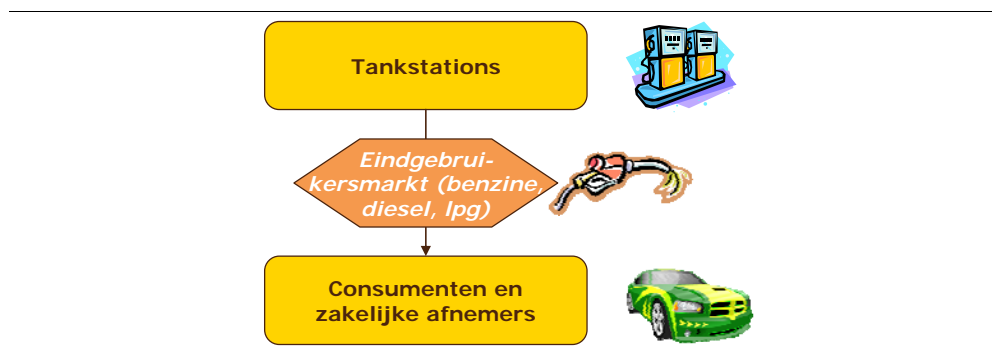 Tankstations
Eindgebrui-
kersmarkt (benzine,
diesel, lpg)
Consumenten en
zakelijke afnemers